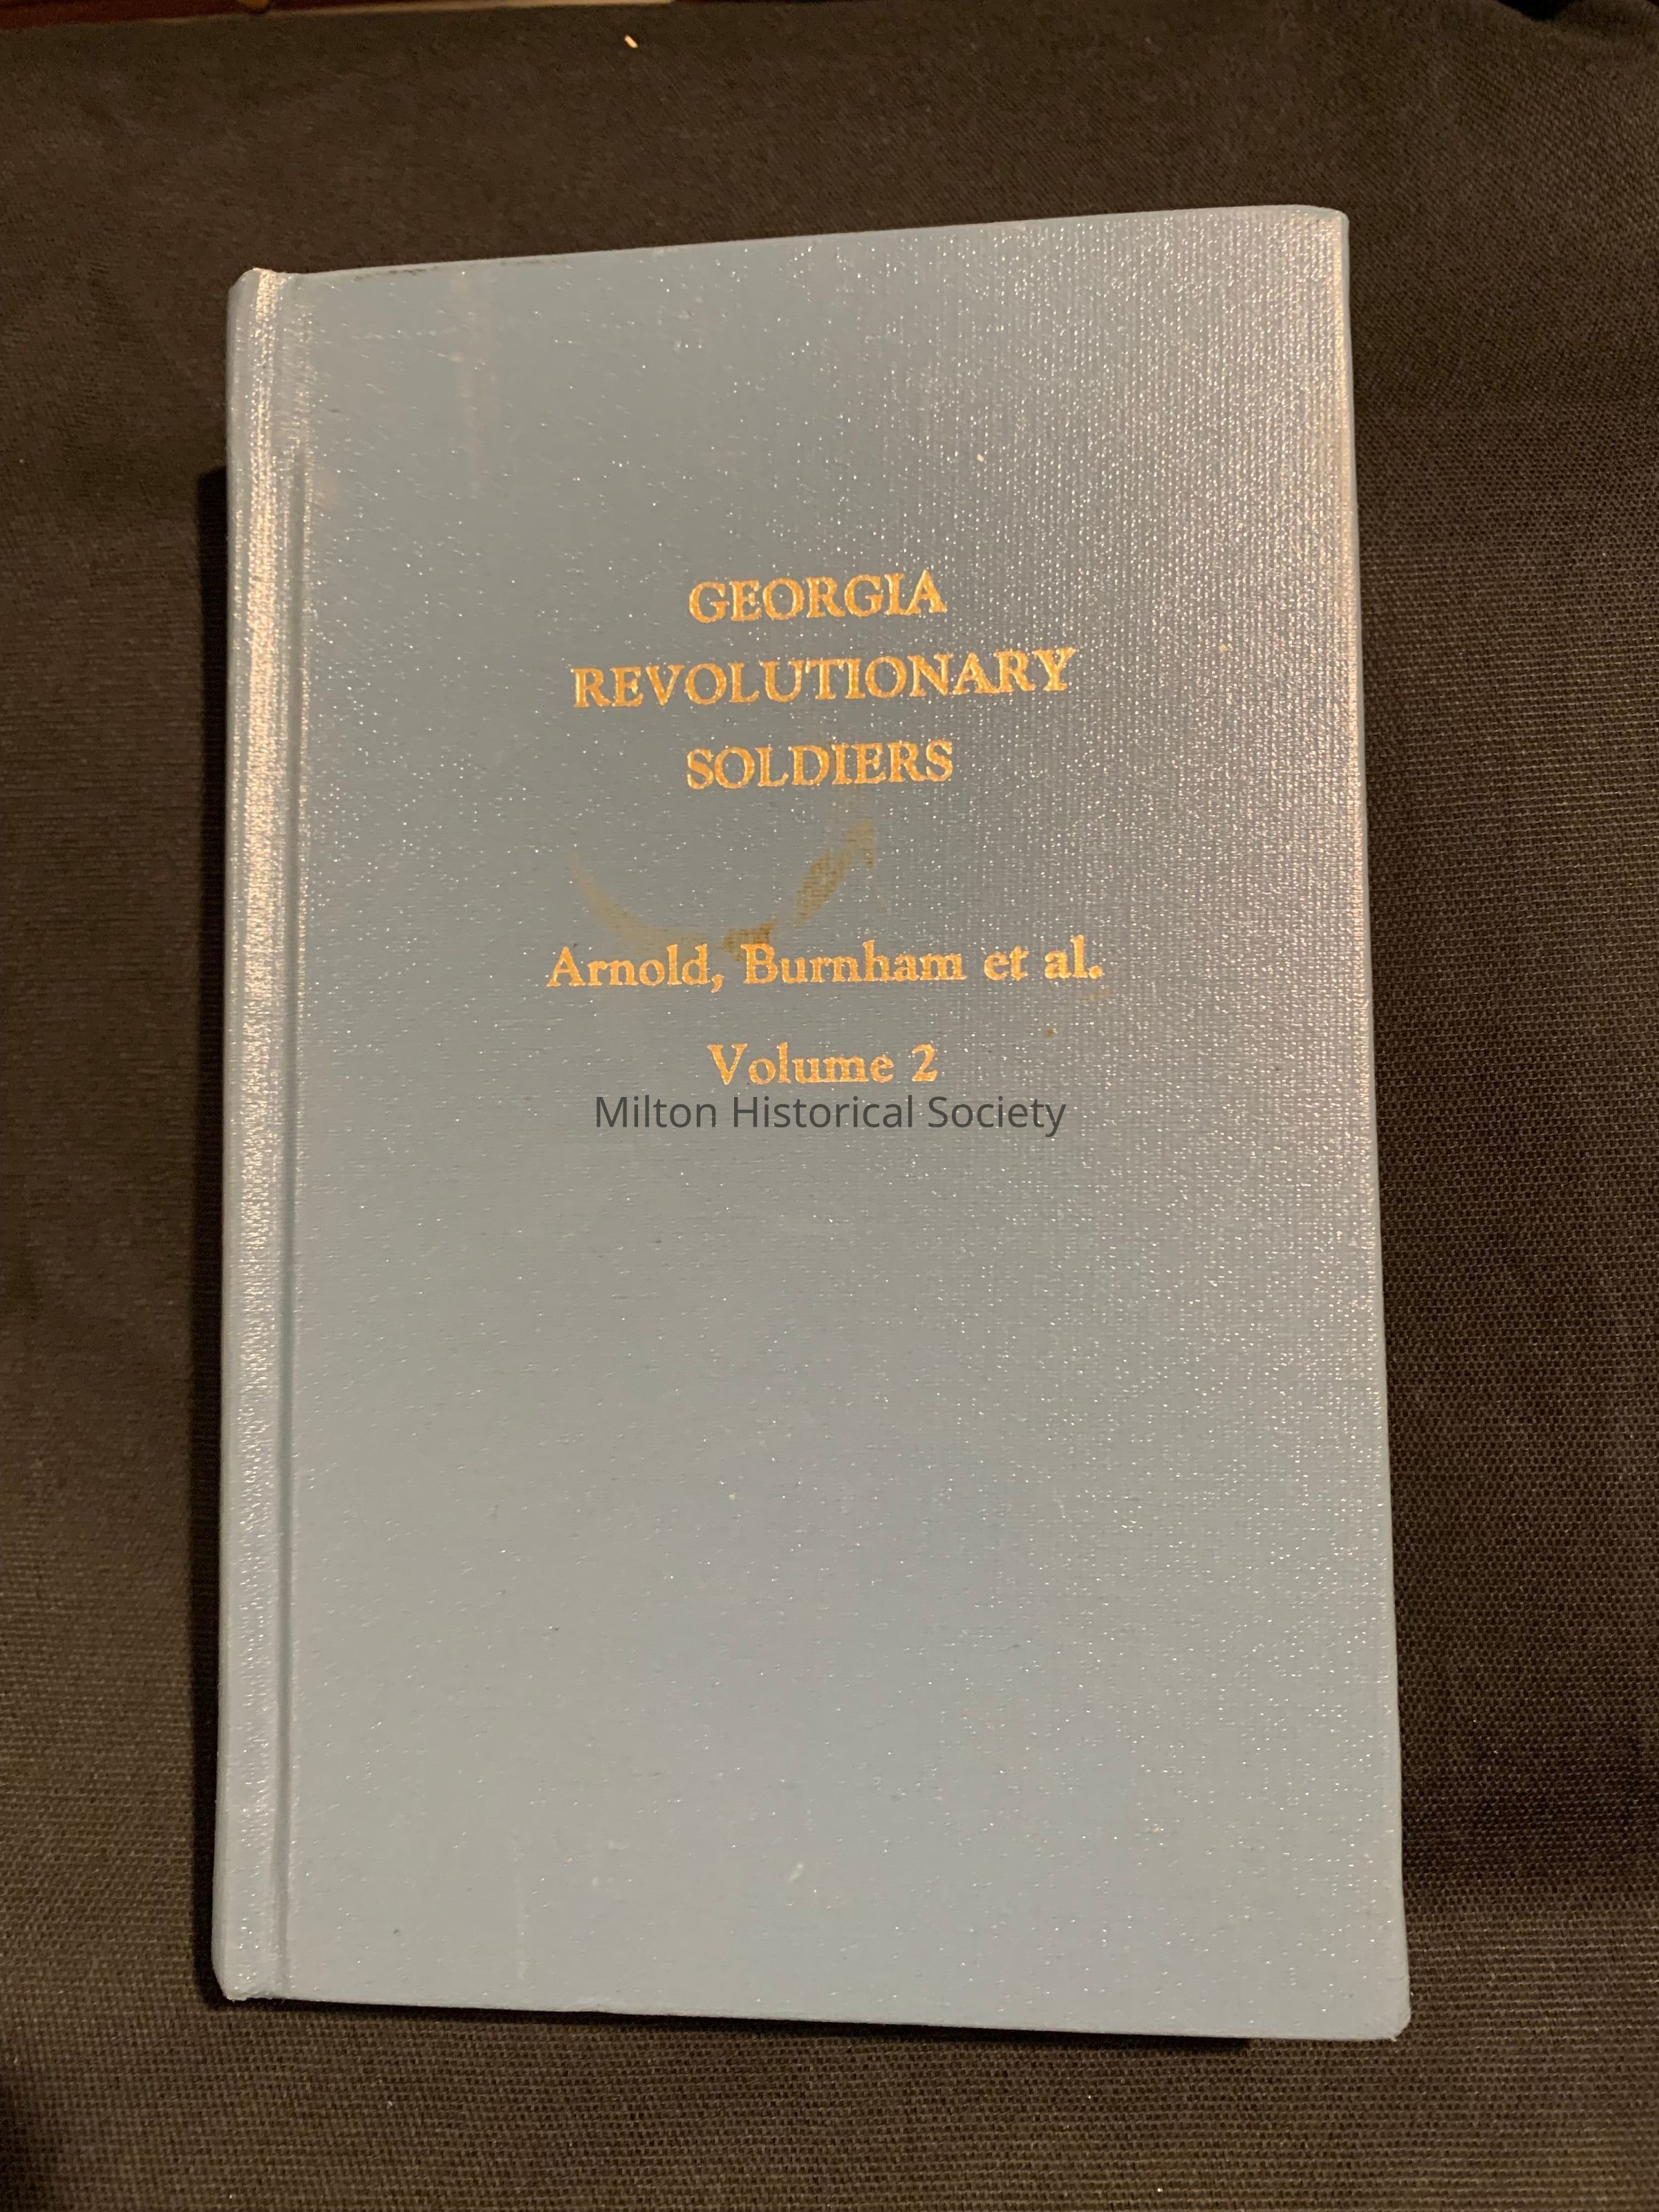 GEORGIA
REVOLUTIONARY
SOLDIERS
Arnold, Burnham et al.
Volume 2
Milton Historical Society